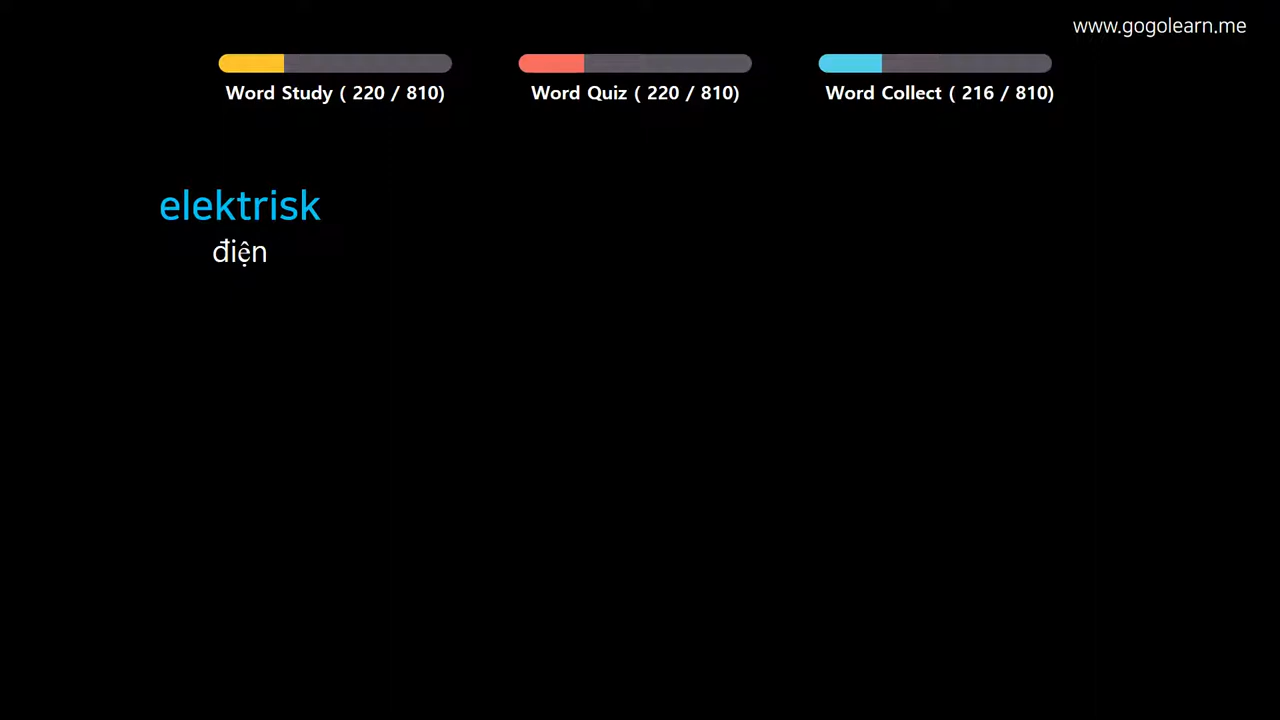 www.gogolearn.me
Word Study ( 220 / 810)
Word Quiz ( 220 / 810)
Word Collect ( 216 / 810)
elektrisk
điện